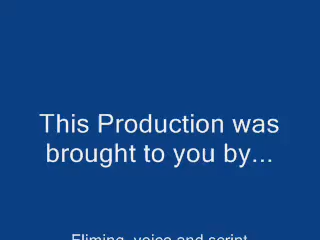 This Production was
brought to you by...
Fliming, voice and script